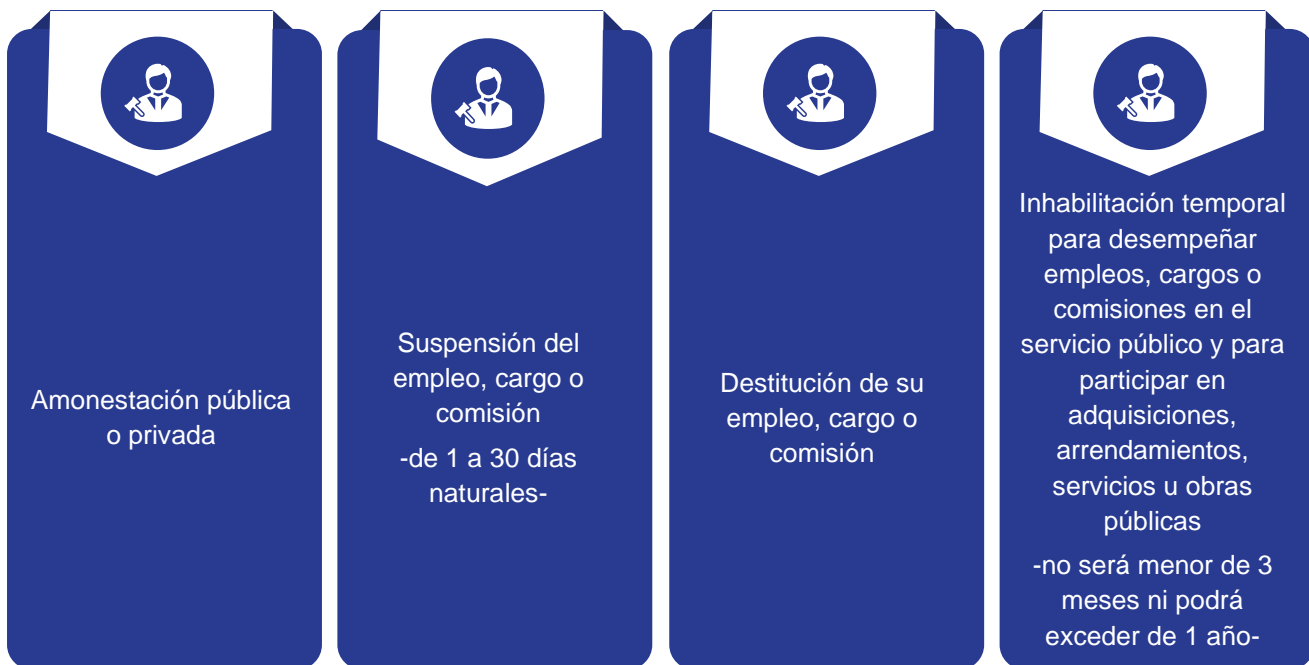 Amonestación pública
o privada
Suspensión del
empleo, cargo o
comisión
-de 1 a 30 días
naturales-
Destitución de su
empleo, cargo o
comisión
Inhabilitación temporal
para desempeñar
empleos, cargos o
comisiones en el
servicio público y para
participar en
adquisiciones,
arrendamientos,
servicios u obras
públicas
-no será menor de 3
meses ni podrá
exceder de 1 año-